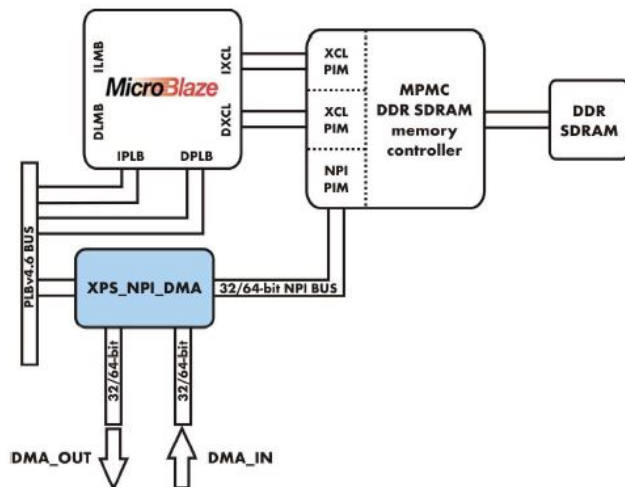 ILMB
DLMB
MicroBlaze
IXCL
DXCL
IPLB
DPLB
XCL
PIM
XCL
PIM
NPI
PIM
MPMC
DDR SDRAM
memory
controller
DDR
SDRAM
PLBv4.6 BUS
XPS_NPI_DMA
32/64-bit NPI BUS
32/64-bit
32/64-bit
DMA_OUT
DMA_IN